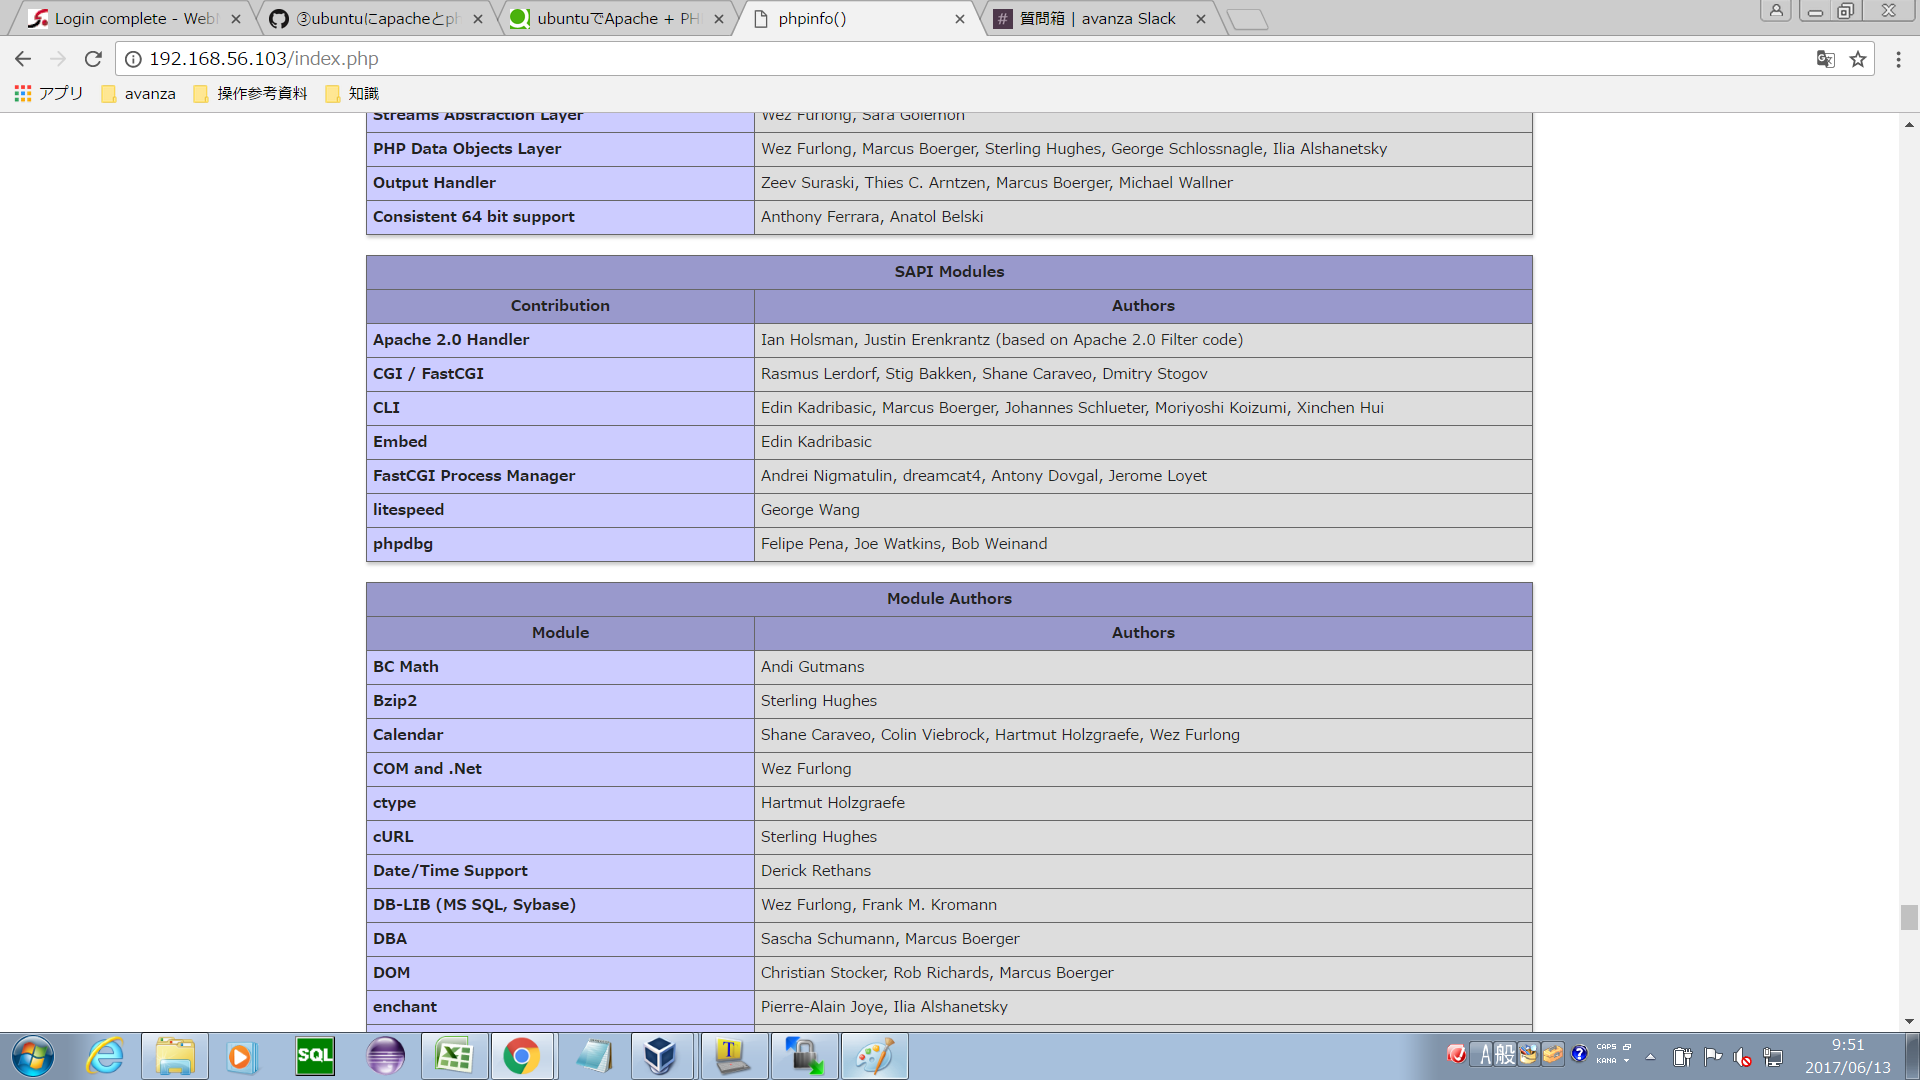 Login complete - Web
③ubuntuにapacheとph
ubuntuでApache + PH
phpinfo()
質問箱 | avanza Slack
192.168.56.103/index.php
アプリ
avanza
操作参考資料
知識
Streams Abstraction Layer Wez Furlong, Sara Golemon
PHP Data Objects Layer Wez Furlong, Marcus Boerger, Sterling Hughes, George Schlossnagle, Ilia Alshanetsky
Output Handler Zeev Suraski, Thies C. Arntzen, Marcus Boerger, Michael Wallner
Consistent 64 bit support Anthony Ferrara, Anatol Belski
SAPI Modules
Contribution Authors
Apache 2.0 Handler Ian Holsman, Justin Erenkrantz (based on Apache 2.0 Filter code)
CGI / FastCGI Rasmus Lerdorf, Stig Bakken, Shane Caraveo, Dmitry Stogov
CLI Edin Kadribasic, Marcus Boerger, Johannes Schlueter, Moriyoshi Koizumi, Xinchen Hui
Embed Edin Kadribasic
FastCGI Process Manager Andrei Nigmatulin, dreamcat4, Antony Dovgal, Jerome Loyet
litespeed George Wang
phpdbg Felipe Pena, Joe Watkins, Bob Weinand
Module Authors
Module Authors
BC Math Andi Gutmans
Bzip2 Sterling Hughes
Calendar Shane Caraveo, Colin Viebrock, Hartmut Holzgraefe, Wez Furlong
COM and .Net Wez Furlong
ctype Hartmut Holzgraefe
cURL Sterling Hughes
Date/Time Support Derick Rethans
DB-LIB (MS SQL, Sybase) Wez Furlong, Frank M. Kromann
DBA Sascha Schumann, Marcus Boerger
DOM Christian Stocker, Rob Richards, Marcus Boerger
enchant Pierre-Alain Joye, Ilia Alshanetsky
SQL
A 般
CAPS
KANA
9:51
2017/06/13